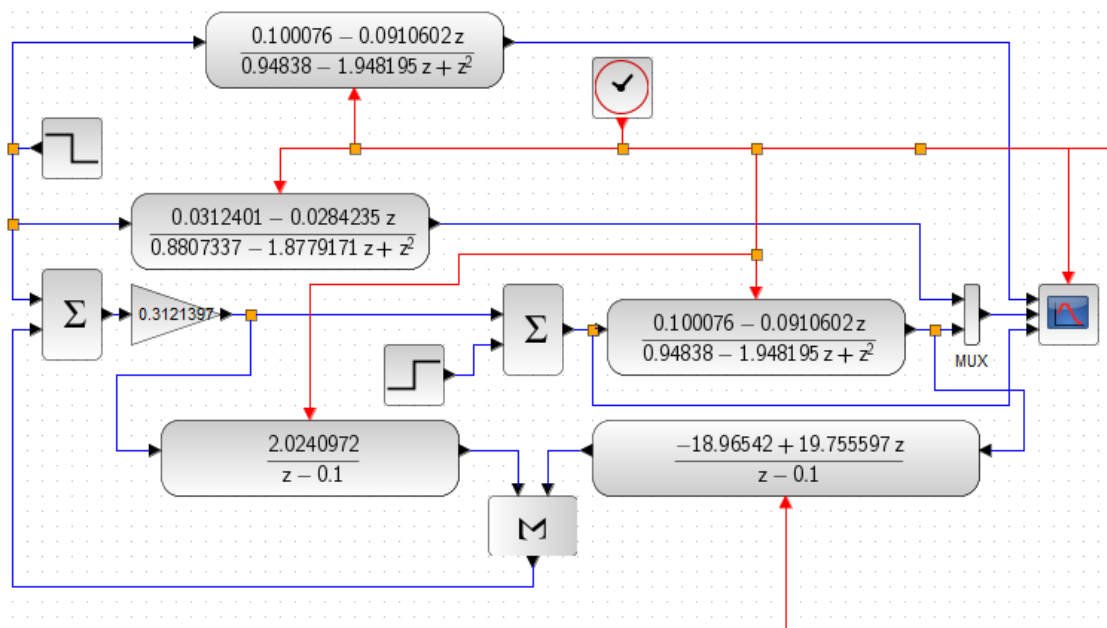 0.100076 − 0.0910602 z
0.94838 − 1.948195 z + z²
0.0312401 − 0.0284235 z
0.8807337 − 1.8779171 z + z²
Σ
0.3121397
Σ
0.100076 − 0.0910602 z
0.94838 − 1.948195 z + z²
MUX
2.0240972
z − 0.1
−18.96542 + 19.755597 z
z − 0.1
Σ